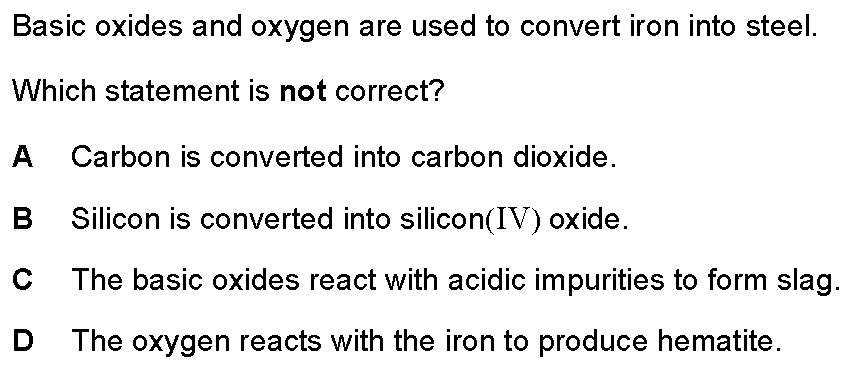 Basic oxides and oxygen are used to convert iron into steel.
Which statement is not correct?
A Carbon is converted into carbon dioxide.
B Silicon is converted into silicon(IV) oxide.
C The basic oxides react with acidic impurities to form slag.
D The oxygen reacts with the iron to produce hematite.